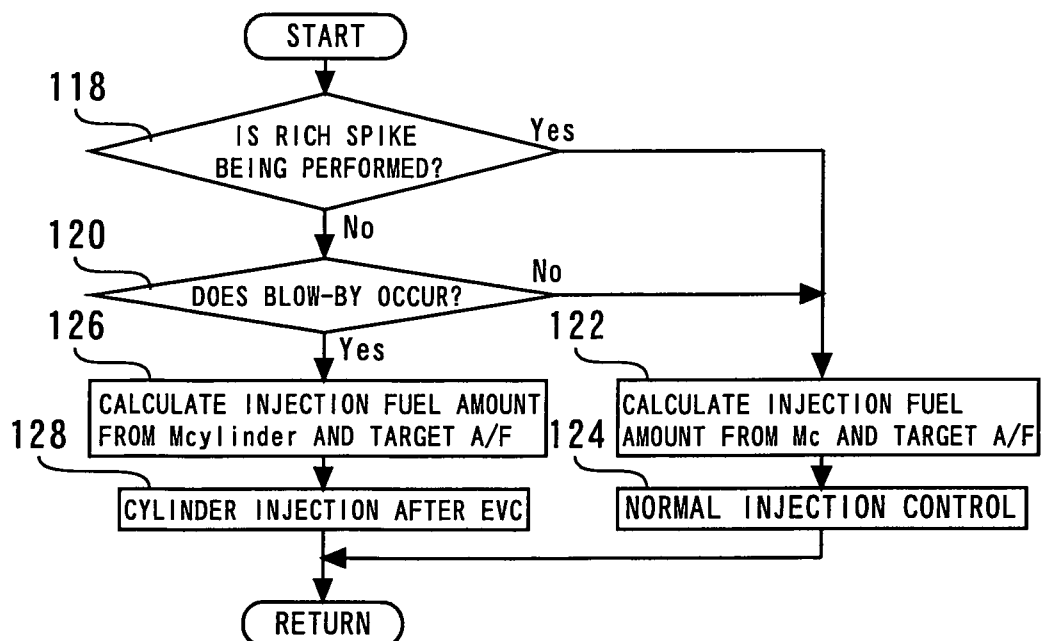 START
118
IS RICH SPIKE
BEING PERFORMED?
Yes
No
120
DOES BLOW-BY OCCUR?
No
Yes
126
CALCULATE INJECTION FUEL AMOUNT
FROM Mcylinder AND TARGET A/F
122
CALCULATE INJECTION FUEL
AMOUNT FROM Mc AND TARGET A/F
128
CYLINDER INJECTION AFTER EVC
124
NORMAL INJECTION CONTROL
RETURN